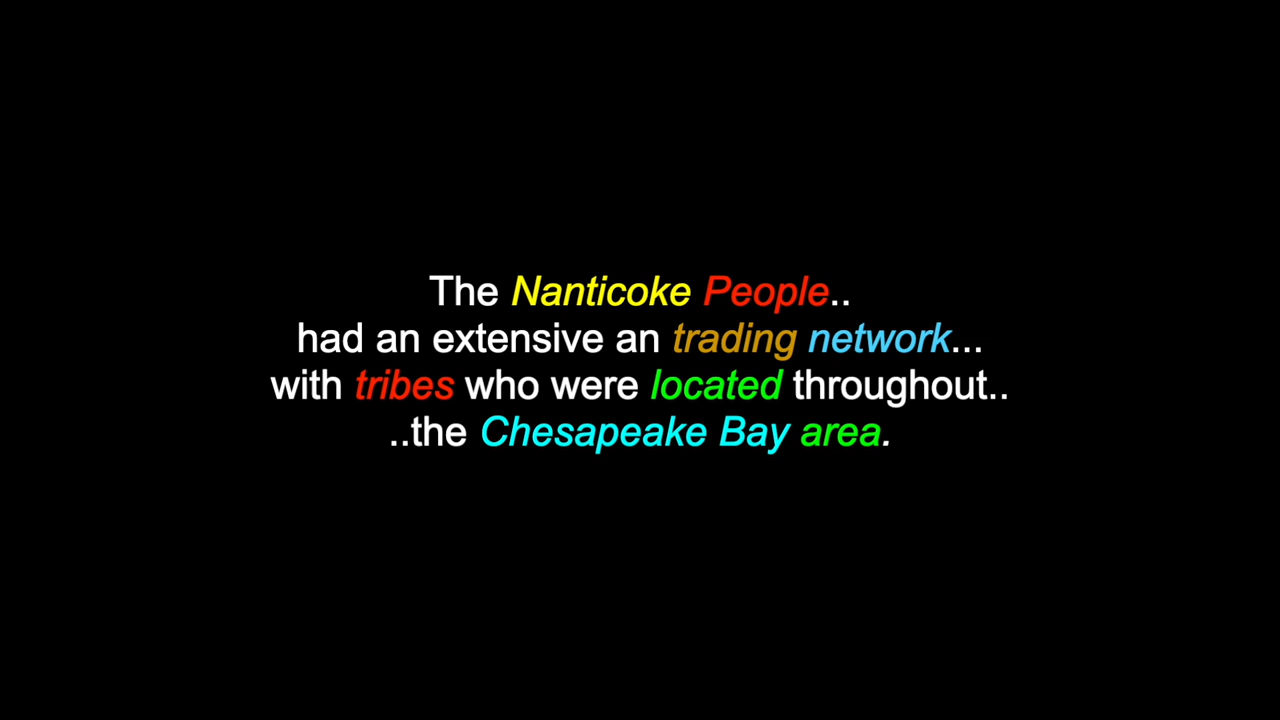 The Nanticoke People..
had an extensive an trading network...
with tribes who were located throughout..
..the Chesapeake Bay area.